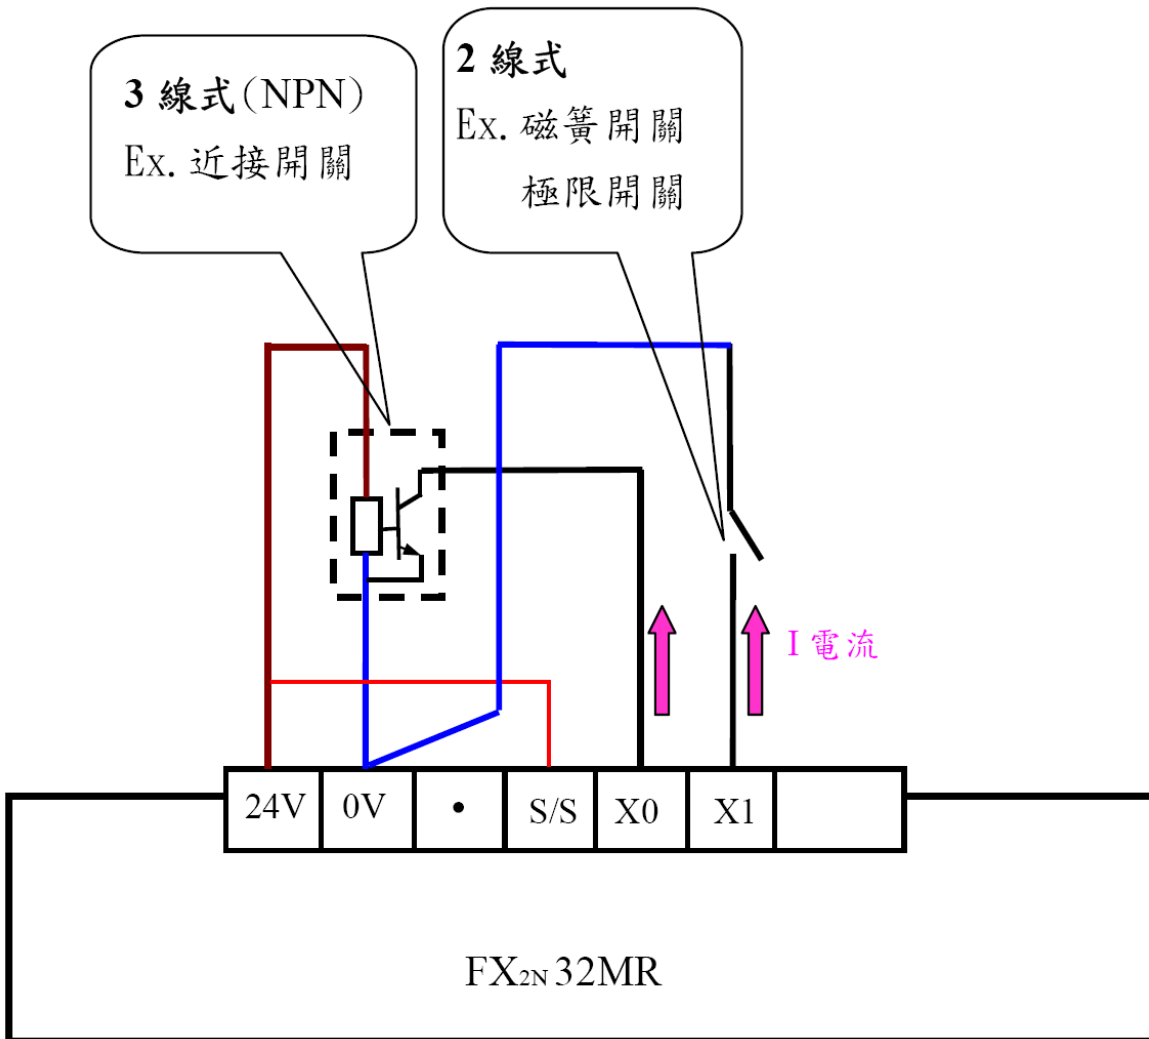 3 線式(NPN)
Ex. 近接開關
2 線式
Ex. 磁簧開關
極限開關
I 電流
24V 0V • S/S X0 X1
FX2N 32MR